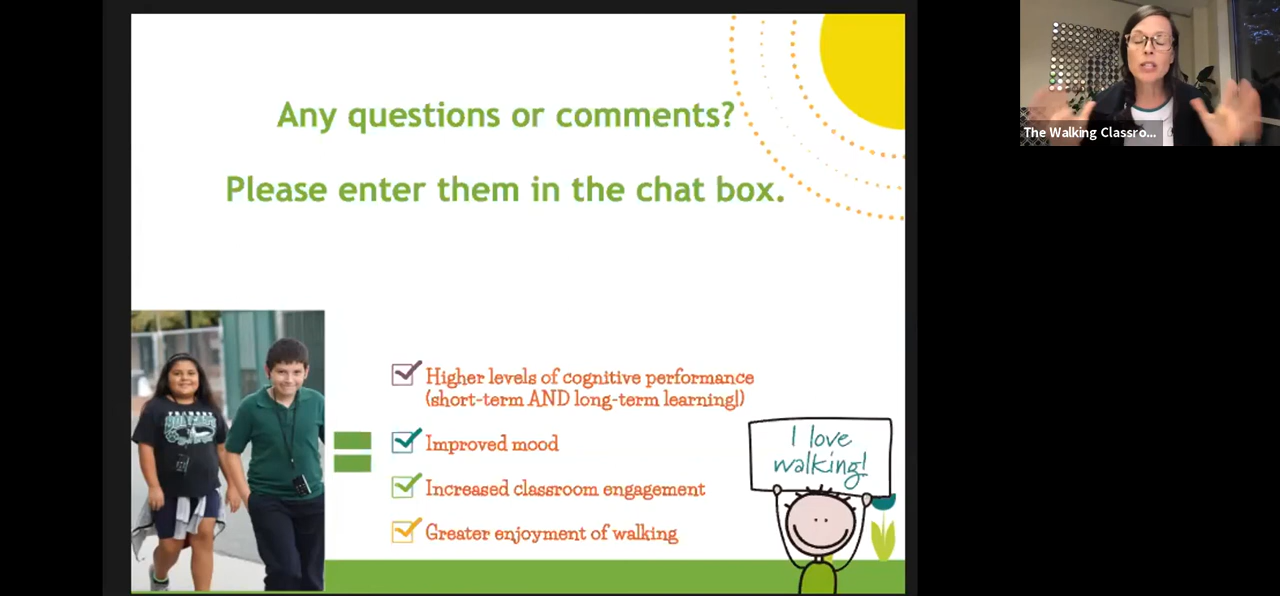 Any questions or comments?
Please enter them in the chat box.
The Walking Classro...
Higher levels of cognitive performance
(short-term AND long-term learning!)
Improved mood
Increased classroom engagement
Greater enjoyment of walking
I love
walking!